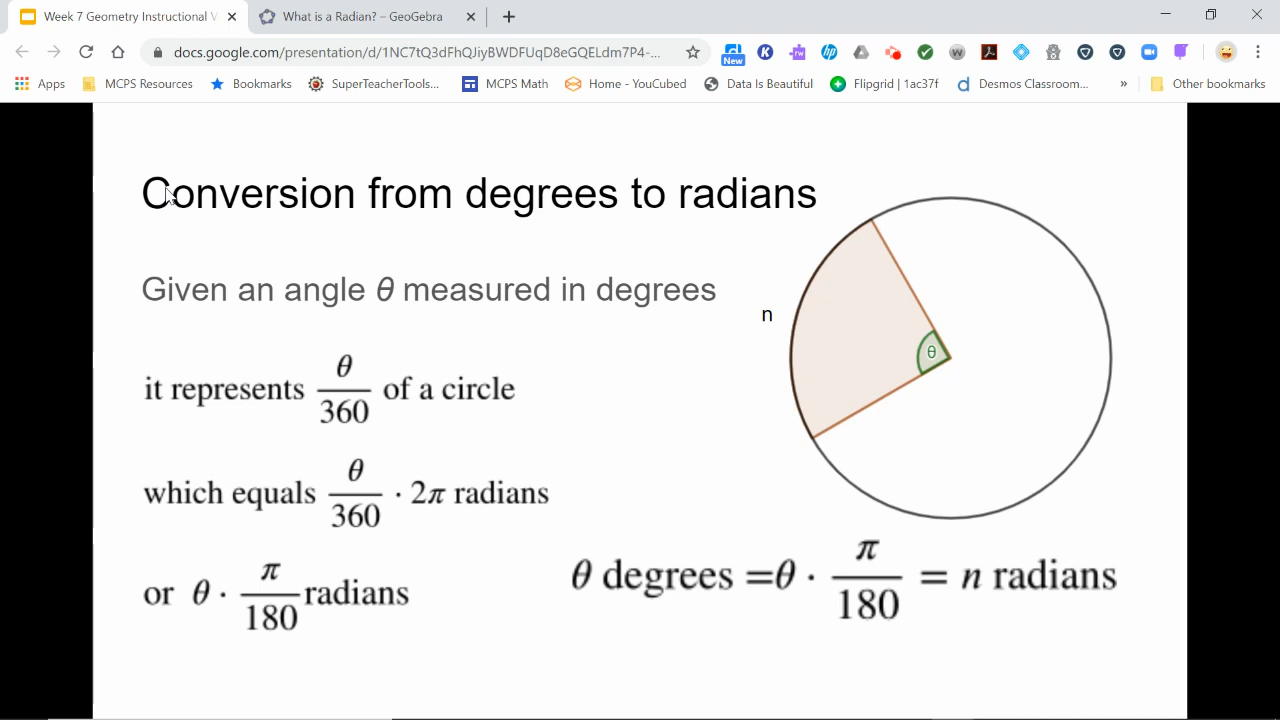 Week 7 Geometry Instructional V
What is a Radian? – GeoGebra
docs.google.com/presentation/d/1NC7tQ3dFhQJiyBWDFUqD8eGQELdm7P4-...
New
Apps
MCPS Resources
Bookmarks
SuperTeacherTools...
MCPS Math
Home - YouCubed
Data Is Beautiful
Flipgrid | 1ac37f
Desmos Classroom...
»
Other bookmarks
Conversion from degrees to radians
Given an angle θ measured in degrees
n
θ
it represents θ/360 of a circle
which equals θ/360 · 2π radians
or θ · π/180 radians
θ degrees =θ · π/180 = n radians